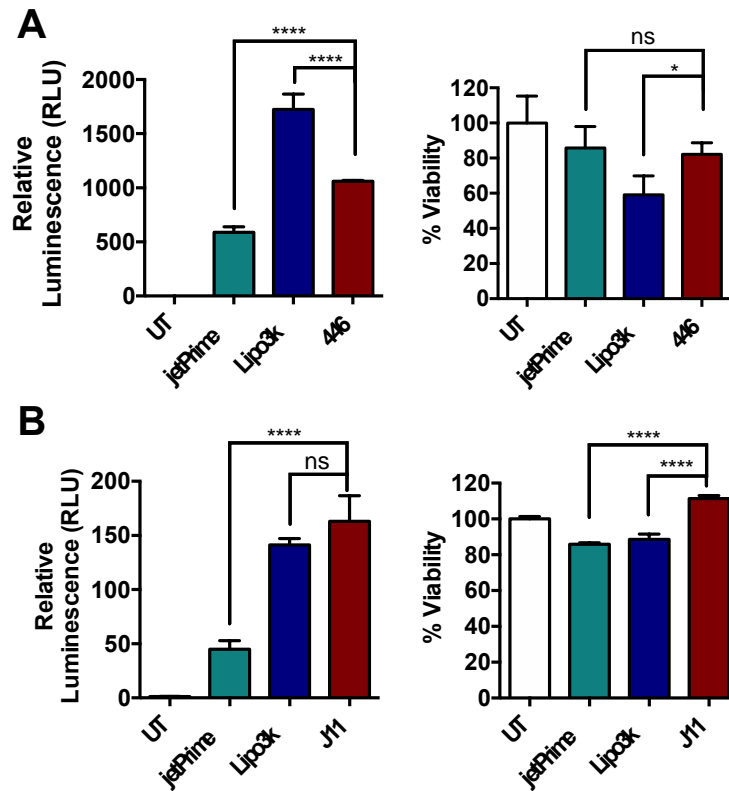 A
****
****
2000
1500
1000
500
0
Relative
Luminescence (RLU)
UT
jetPrime
Lipo3k
446
ns
*
120
100
80
60
40
20
0
% Viability
UT
jetPrime
Lipo3k
446
B
****
ns
200
150
100
50
0
Relative
Luminescence (RLU)
UT
jetPrime
Lipo3k
J11
****
****
120
100
80
60
40
20
0
% Viability
UT
jetPrime
Lipo3k
J11